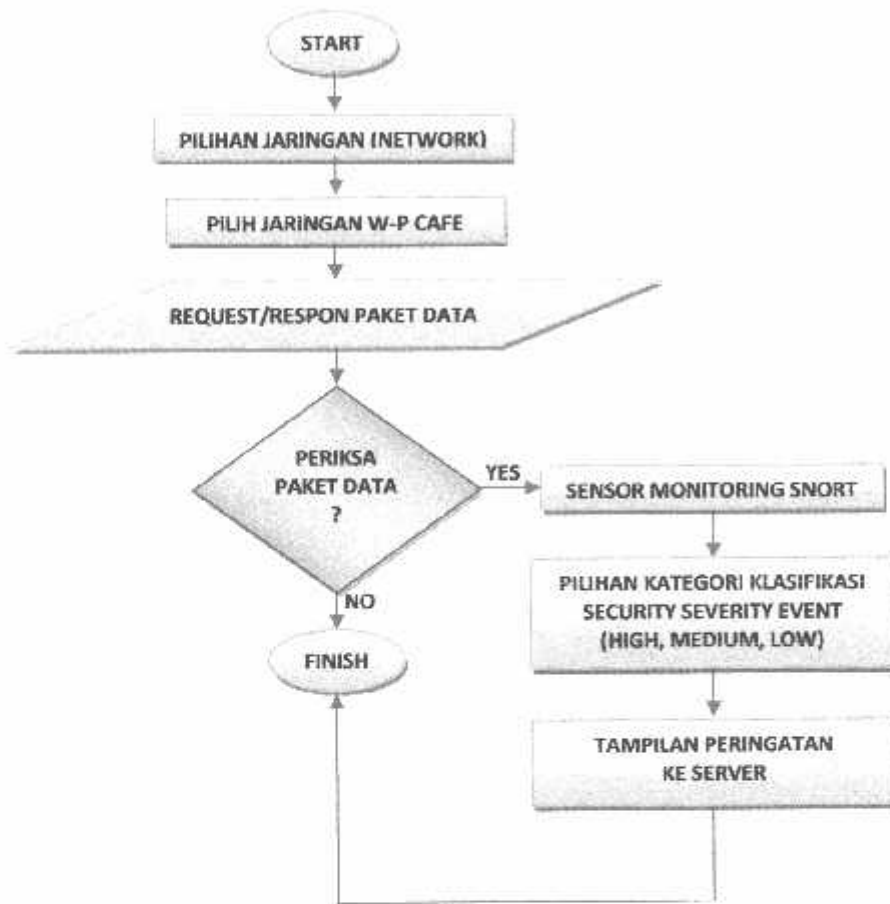 START
PILIHAN JARINGAN (NETWORK)
PILIH JARINGAN W-P CAFE
REQUEST/RESPON PAKET DATA
PERIKSA
PAKET DATA
?
YES
SENSOR MONITORING SNORT
PILIHAN KATEGORI KLASIFIKASI
SECURITY SEVERITY EVENT
(HIGH, MEDIUM, LOW)
NO
FINISH
TAMPILAN PERINGATAN
KE SERVER